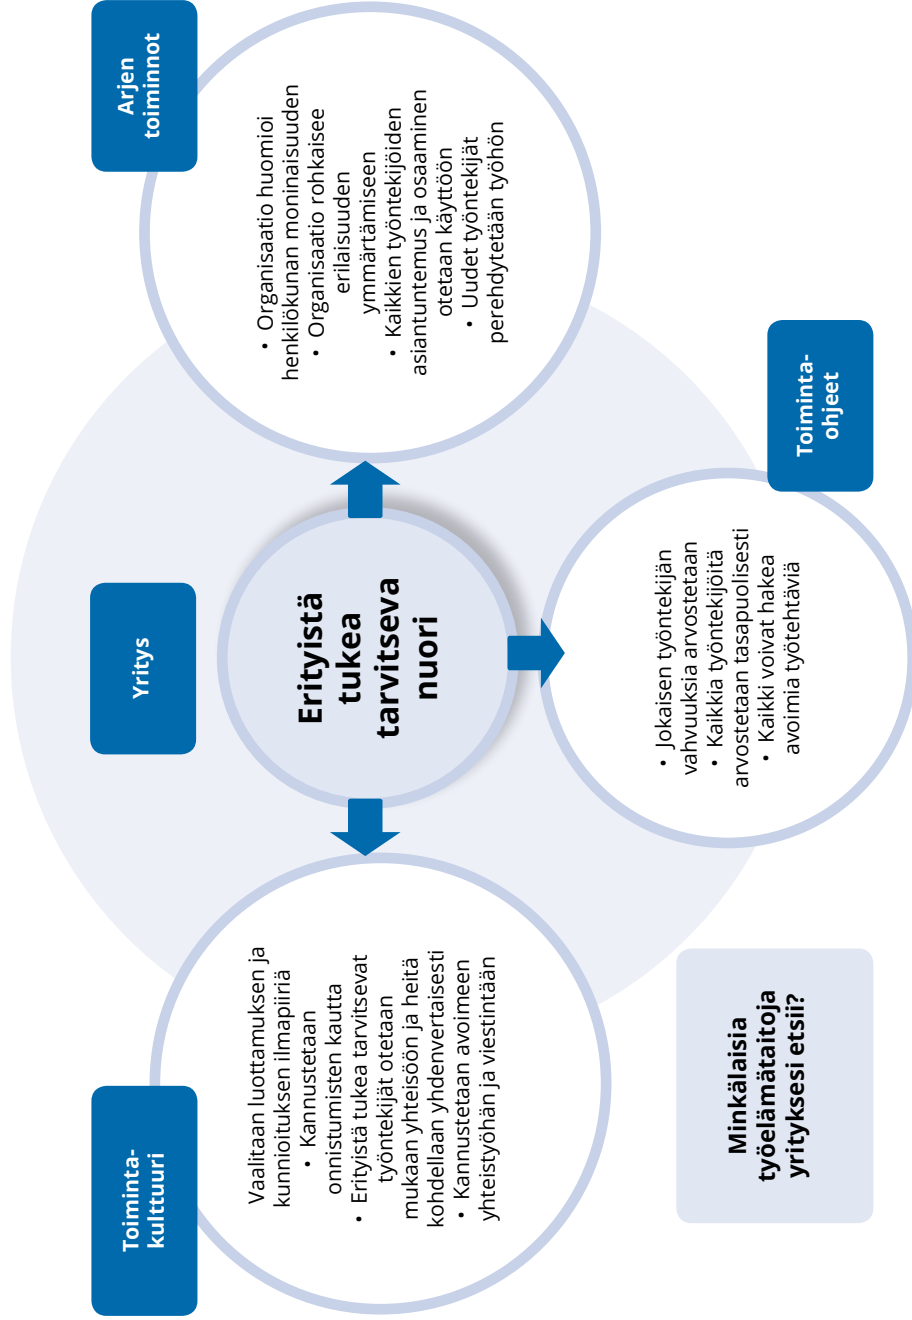 Toiminta-
kulttuuri
Vaalitaan luottamuksen ja
kunnioituksen ilmapiiriä
• Kannustetaan
onnistumisten kautta
• Erityistä tukea tarvitsevat
työntekijät otetaan
mukaan yhteisöön ja heitä
kohdellaan yhdenvertaisesti
• Kannustetaan avoimeen
yhteistyöhän ja viestintään
Yritys
Erityistä
tukea
tarvitseva
nuori
Arjen
toiminnot
• Organisaatio huomioi
henkilökunan moninaisuuden
• Organisaatio rohkaisee
erilaisuuden
ymmärtämiseen
• Kaikkien työntekijöiden
asiantuntemus ja osaaminen
otetaan käyttöön
• Uudet työntekijät
perehdytetään työhön
Toiminta-
ohjeet
• Jokaisen työntekijän
vahvuuksia arvostetaan
• Kaikkia työntekijöitä
arvostetaan tasapuolisesti
• Kaikki voivat hakea
avoimia työtehtäviä
Minkälaisia
työelämätaitoja
yrityksesi etsii?